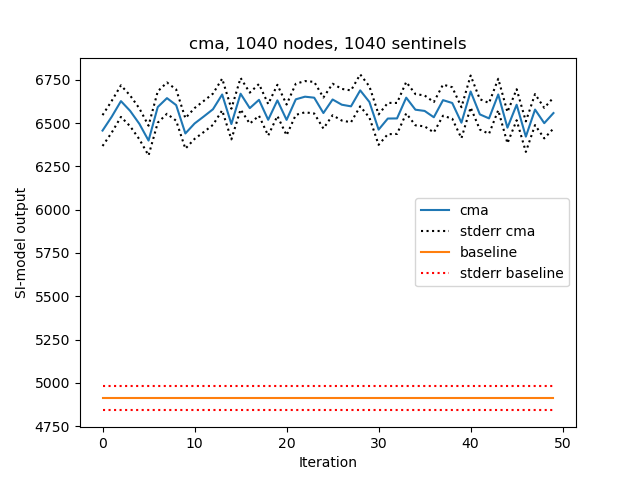 cma, 1040 nodes, 1040 sentinels
6750
6500
6250
6000
5750
5500
5250
5000
4750
SI-model output
cma
stderr cma
baseline
stderr baseline
0 10 20 30 40 50
Iteration